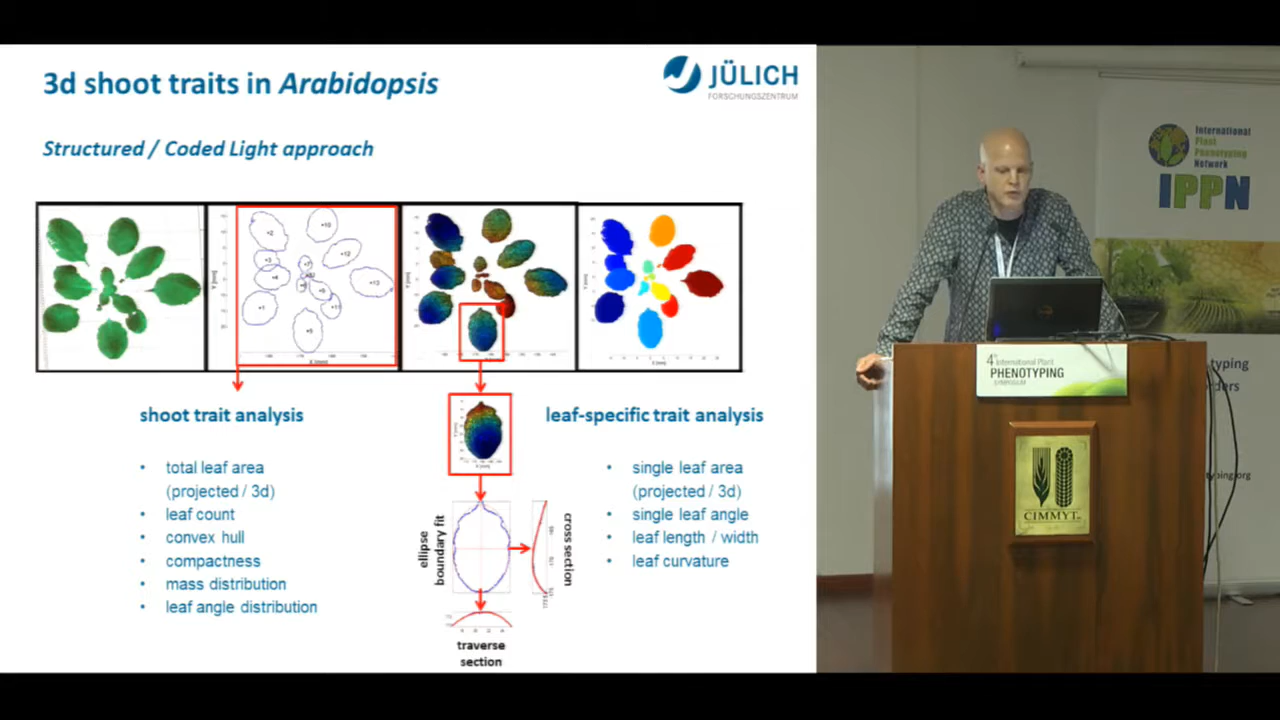 3d shoot traits in Arabidopsis
JÜLICH
FORSCHUNGSZENTRUM
Structured / Coded Light approach
shoot trait analysis
• total leaf area
(projected / 3d)
• leaf count
• convex hull
• compactness
• mass distribution
• leaf angle distribution
ellipse
boundary fit
cross section
traverse
section
leaf-specific trait analysis
• single leaf area
(projected / 3d)
• single leaf angle
• leaf length / width
• leaf curvature
International
Plant
Phenotyping
Network
IPPN
4th International Plant
PHENOTYPING
SYMPOSIUM
CIMMYT